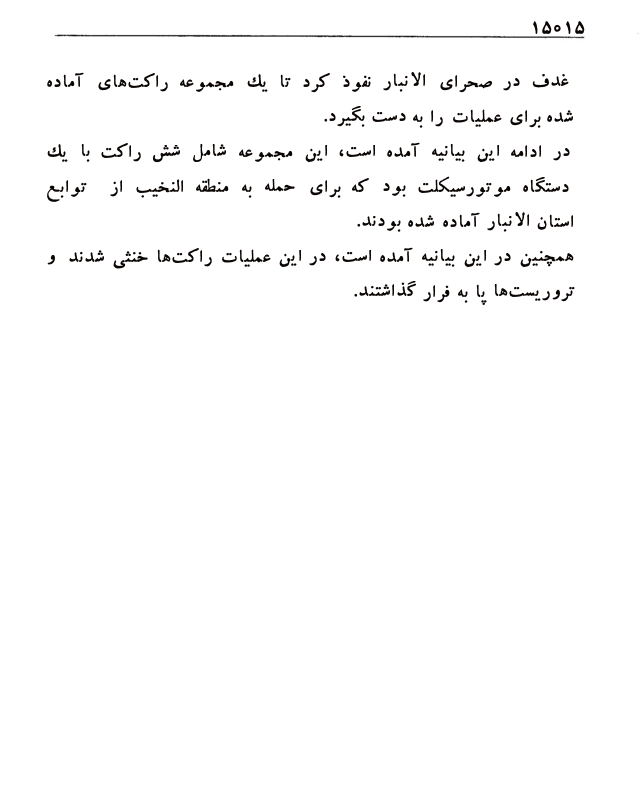 ۱۵۰۱۵
غدف در صحرای الانبار نفوذ کرد تا یك مجموعه راکت‌های آماده
شده برای عملیات را به دست بگیرد.
در ادامه این بیانیه آمده است، این مجموعه شامل شش راکت با یك
دستگاه موتورسیکلت بود که برای حمله به منطقه النخیب از توابع
استان الانبار آماده شده بودند.
همچنین در این بیانیه آمده است، در این عملیات راکت‌ها خنثی شدند و
تروریست‌ها پا به فرار گذاشتند.